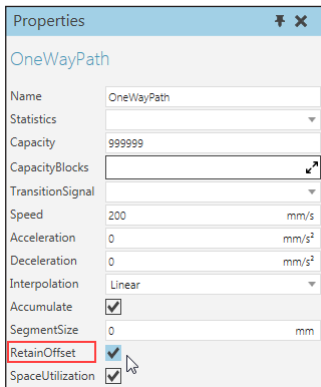 Properties
OneWayPath
Name OneWayPath
Statistics
Capacity 999999
CapacityBlocks
TransitionSignal
Speed 200 mm/s
Acceleration 0 mm/s²
Deceleration 0 mm/s²
Interpolation Linear
Accumulate
SegmentSize 0 mm
RetainOffset
SpaceUtilization